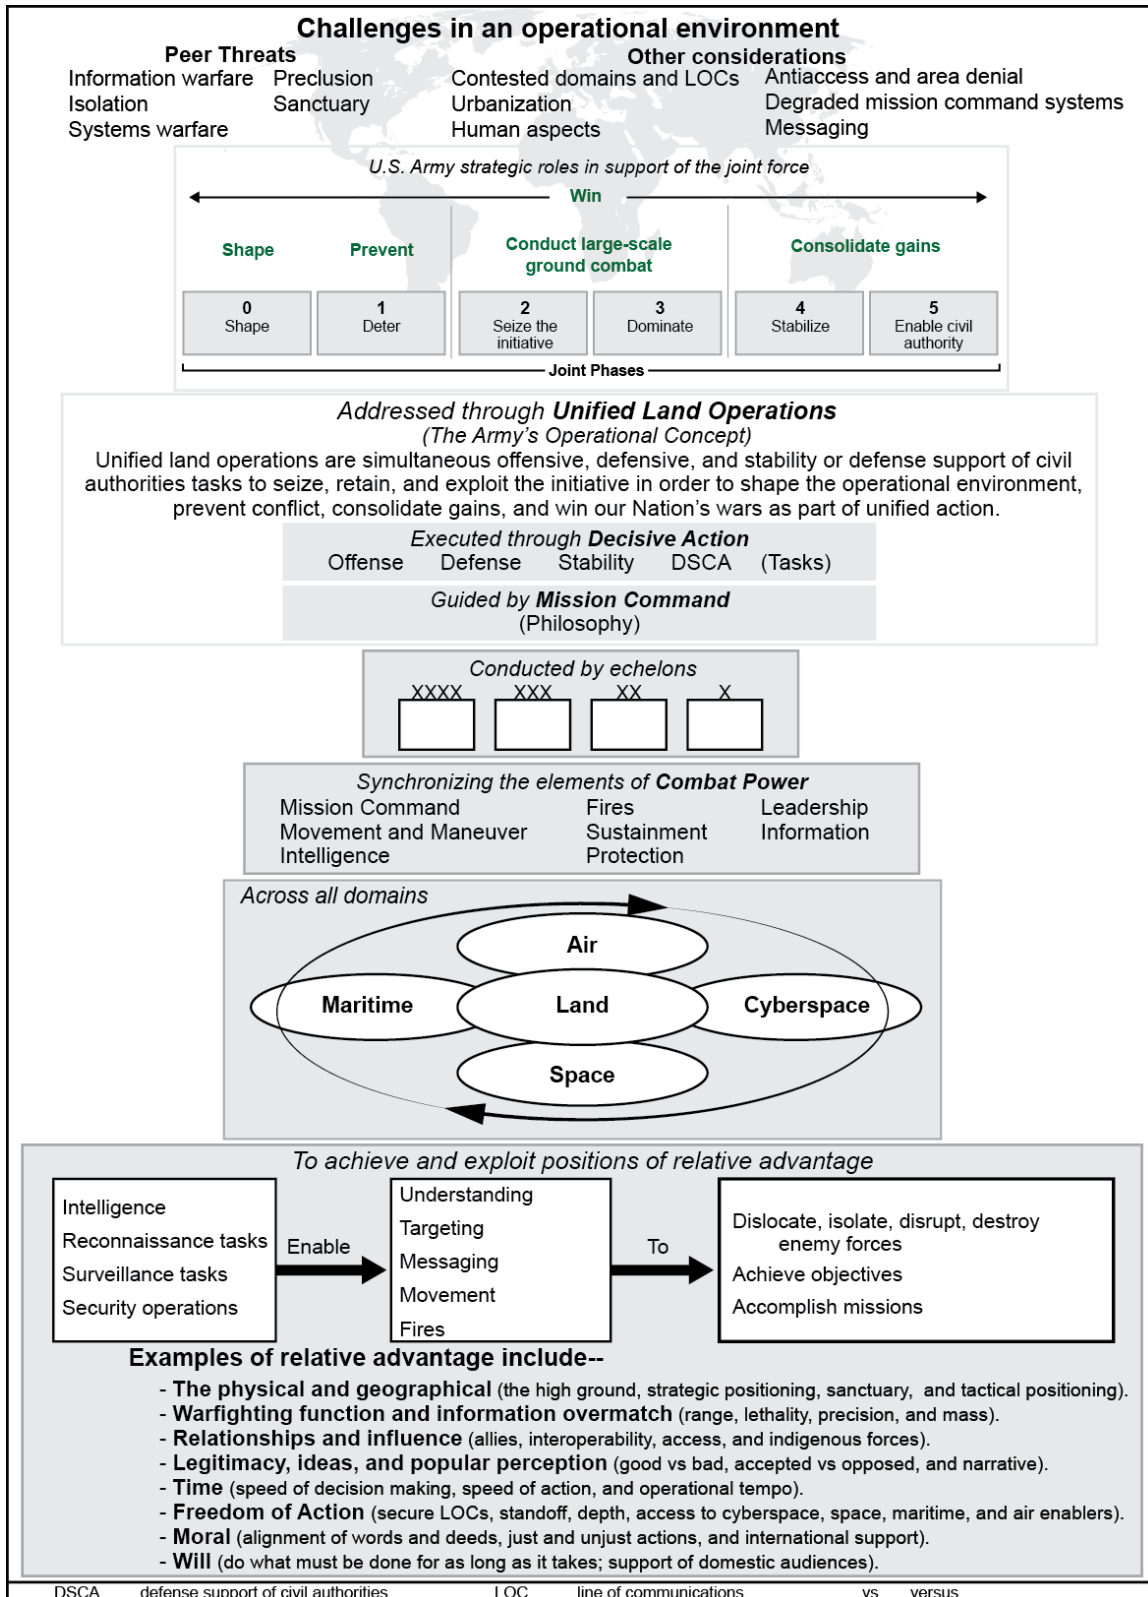 Challenges in an operational environment
Peer Threats
Information warfare Preclusion
Isolation Sanctuary
Systems warfare
Other considerations
Contested domains and LOCs Antiaccess and area denial
Urbanization Degraded mission command systems
Human aspects Messaging
U.S. Army strategic roles in support of the joint force
Win
Shape Prevent Conduct large-scale Consolidate gains
ground combat
0 1 2 3 4 5
Shape Deter Seize the Dominate Stabilize Enable civil
initiative authority
Joint Phases
Addressed through Unified Land Operations
(The Army's Operational Concept)
Unified land operations are simultaneous offensive, defensive, and stability or defense support of civil
authorities tasks to seize, retain, and exploit the initiative in order to shape the operational environment,
prevent conflict, consolidate gains, and win our Nation's wars as part of unified action.
Executed through Decisive Action
Offense Defense Stability DSCA (Tasks)
Guided by Mission Command
(Philosophy)
Conducted by echelons
XXXX XXX XX X
Synchronizing the elements of Combat Power
Mission Command Fires Leadership
Movement and Maneuver Sustainment Information
Intelligence Protection
Across all domains
Air
Maritime Land Cyberspace
Space
To achieve and exploit positions of relative advantage
Intelligence
Reconnaissance tasks
Surveillance tasks
Security operations
Enable
Understanding
Targeting
Messaging
Movement
Fires
To
Dislocate, isolate, disrupt, destroy
enemy forces
Achieve objectives
Accomplish missions
Examples of relative advantage include--
- The physical and geographical (the high ground, strategic positioning, sanctuary, and tactical positioning).
- Warfighting function and information overmatch (range, lethality, precision, and mass).
- Relationships and influence (allies, interoperability, access, and indigenous forces).
- Legitimacy, ideas, and popular perception (good vs bad, accepted vs opposed, and narrative).
- Time (speed of decision making, speed of action, and operational tempo).
- Freedom of Action (secure LOCs, standoff, depth, access to cyberspace, space, maritime, and air enablers).
- Moral (alignment of words and deeds, just and unjust actions, and international support).
- Will (do what must be done for as long as it takes; support of domestic audiences).
DSCA defense support of civil authorities LOC line of communications vs versus